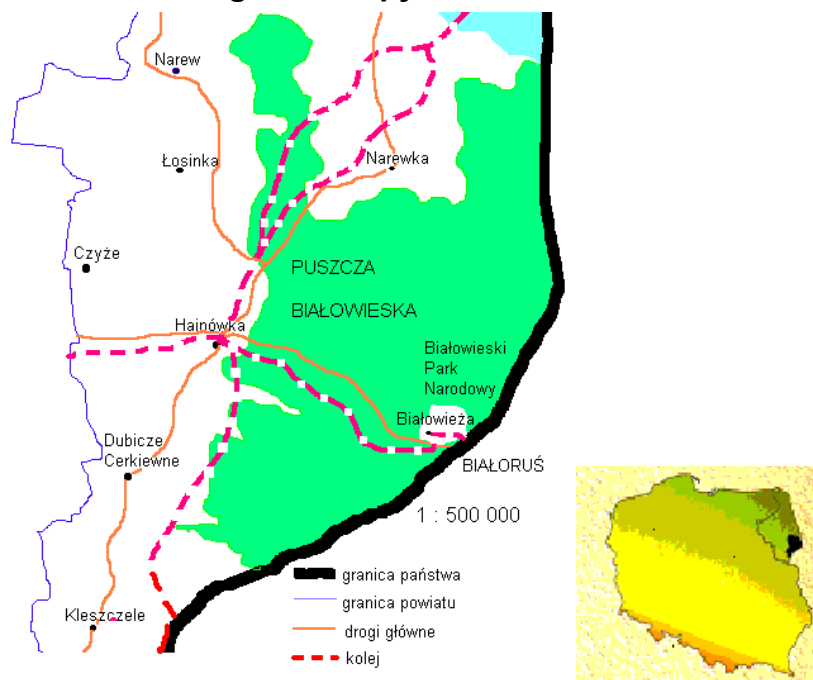 Narew
Łosinka
Narewka
Czyże
PUSZCZA
BIAŁOWIESKA
Hainówka
Białowieski
Park
Narodowy
Białowieża
Dubicze
Cerkiewne
BIAŁORUŚ
1 : 500 000
granica państwa
granica powiatu
Kleszczele
drogi główne
kolej